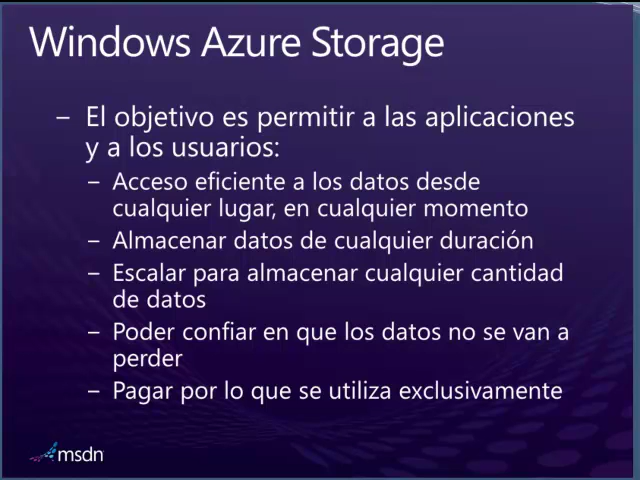 Windows Azure Storage
– El objetivo es permitir a las aplicaciones
y a los usuarios:
– Acceso eficiente a los datos desde
cualquier lugar, en cualquier momento
– Almacenar datos de cualquier duración
– Escalar para almacenar cualquier cantidad
de datos
– Poder confiar en que los datos no se van a
perder
– Pagar por lo que se utiliza exclusivamente
msdn